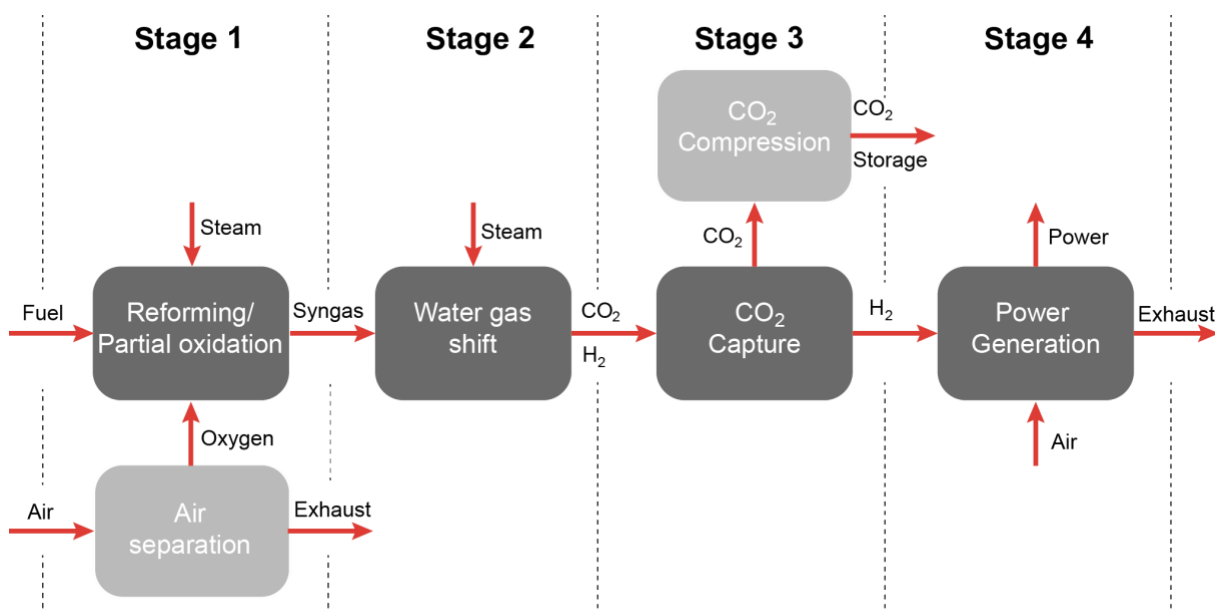 Stage 1
Stage 2
Stage 3
Stage 4
CO₂
Compression
CO₂
Storage
Steam
Steam
CO₂
Power
Fuel
Reforming/
Partial oxidation
Syngas
Water gas
shift
CO₂
H₂
CO₂
Capture
H₂
Power
Generation
Exhaust
Oxygen
Air
Air
Air
separation
Exhaust